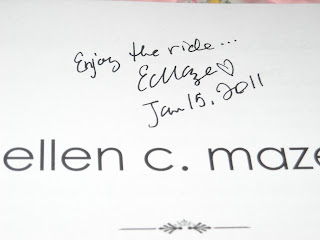 Enjoy the ride...
ECMaze♡
Jan 15, 2011
ellen c. maze